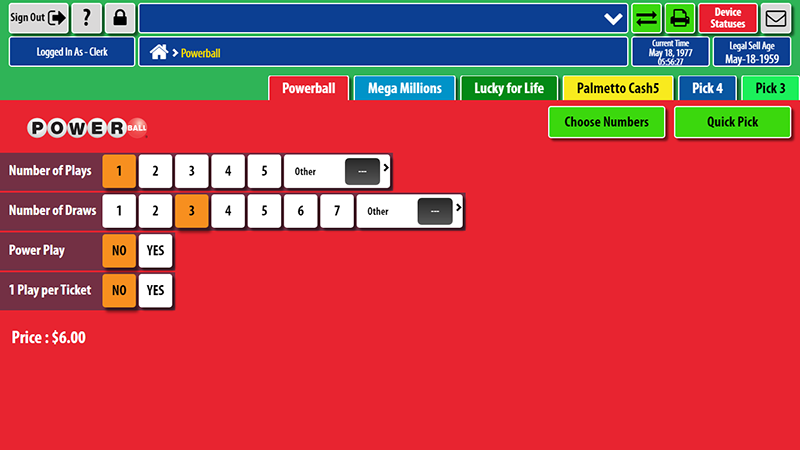 Sign Out ?
Device
Statuses
Logged In As - Clerk
Powerball
Current Time
May 18, 1977
05:56:27
Legal Sell Age
May-18-1959
Powerball Mega Millions Lucky for Life Palmetto Cash5 Pick 4 Pick 3
POWERBALL
Choose Numbers Quick Pick
Number of Plays 1 2 3 4 5 Other ---
Number of Draws 1 2 3 4 5 6 7 Other ---
Power Play NO YES
1 Play per Ticket NO YES
Price : $6.00